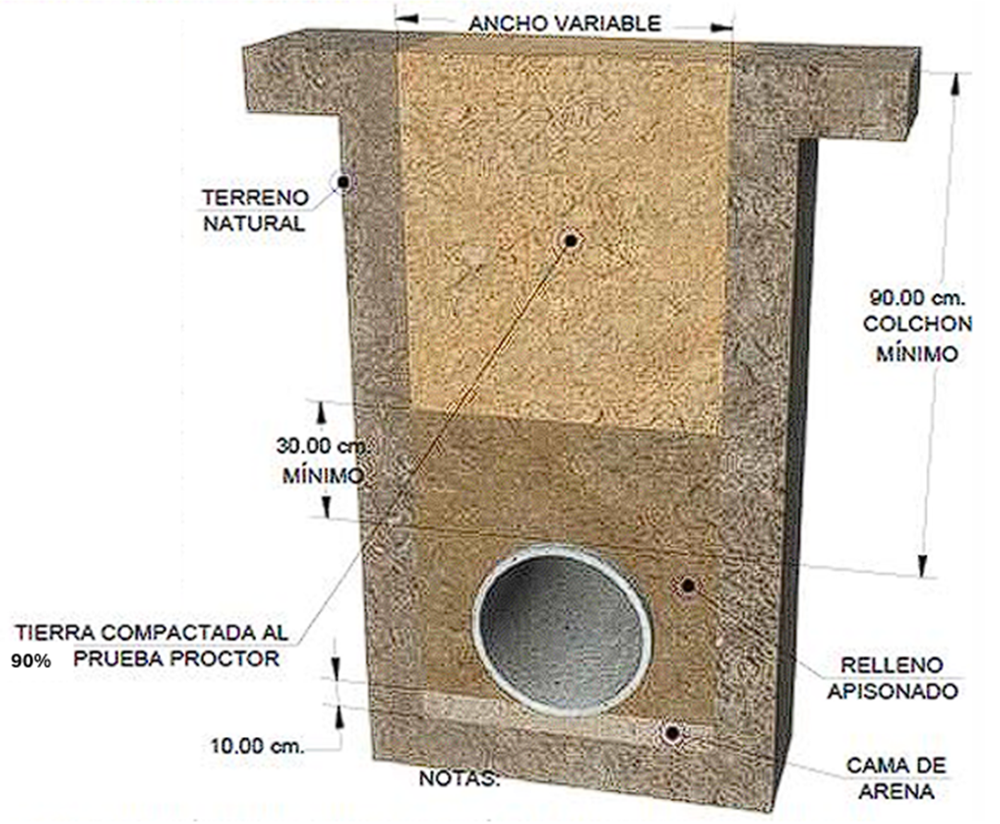 ANCHO VARIABLE
TERRENO
NATURAL
90.00 cm.
COLCHON
MÍNIMO
30.00 cm.
MÍNIMO
TIERRA COMPACTADA AL
90% PRUEBA PROCTOR
RELLENO
APISONADO
10.00 cm.
CAMA DE
ARENA
NOTAS: